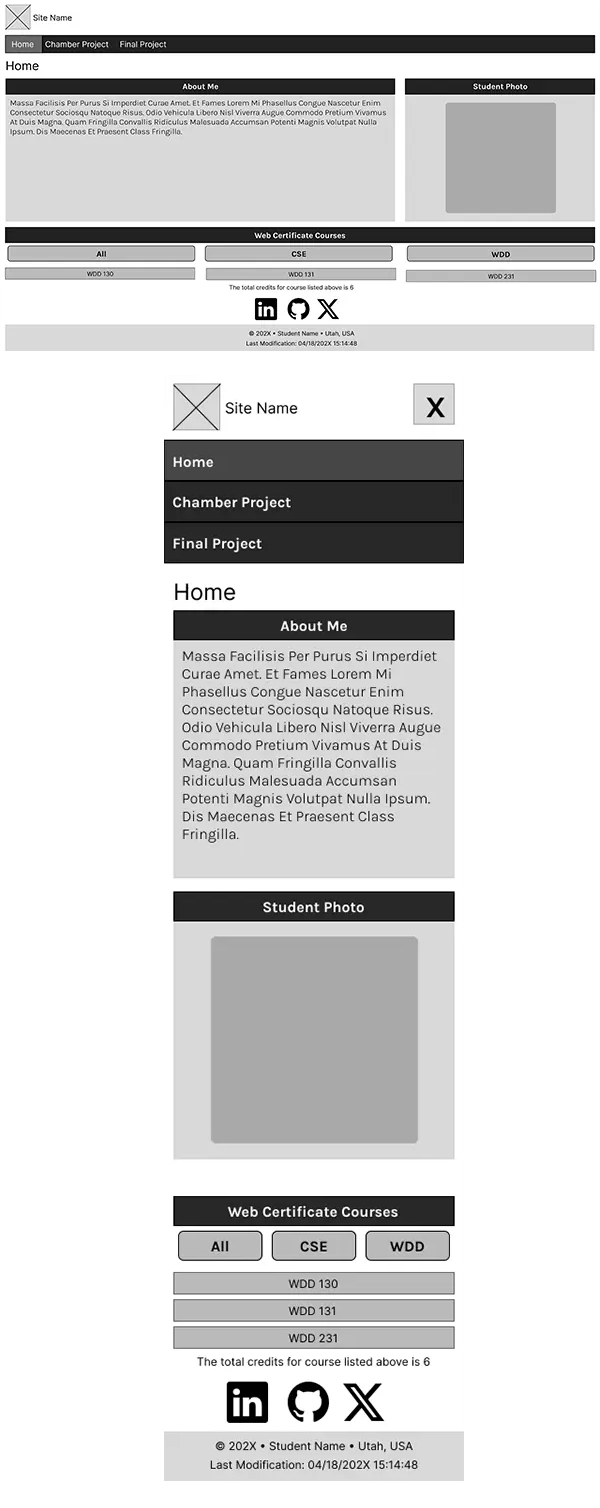 Site Name
Home Chamber Project Final Project
Home
About Me
Massa Facilisis Per Purus Si Imperdiet Curae Amet. Et Fames Lorem Mi Phasellus Congue Nascetur Enim
Consectetur Sociosqu Natoque Risus. Odio Vehicula Libero Nisl Viverra Augue Commodo Pretium Vivamus
At Duis Magna. Quam Fringilla Convallis Ridiculus Malesuada Accumsan Potenti Magnis Volutpat Nulla
Ipsum. Dis Maecenas Et Praesent Class Fringilla.
Student Photo
Web Certificate Courses
All CSE WDD
WDD 130 WDD 131 WDD 231
The total credits for course listed above is 6
in X
© 202X • Student Name • Utah, USA
Last Modification: 04/18/202X 15:14:48
Site Name X
Home
Chamber Project
Final Project
Home
About Me
Massa Facilisis Per Purus Si Imperdiet
Curae Amet. Et Fames Lorem Mi
Phasellus Congue Nascetur Enim
Consectetur Sociosqu Natoque Risus.
Odio Vehicula Libero Nisl Viverra Augue
Commodo Pretium Vivamus At Duis
Magna. Quam Fringilla Convallis
Ridiculus Malesuada Accumsan
Potenti Magnis Volutpat Nulla Ipsum.
Dis Maecenas Et Praesent Class
Fringilla.
Student Photo
Web Certificate Courses
All CSE WDD
WDD 130
WDD 131
WDD 231
The total credits for course listed above is 6
in X
© 202X • Student Name • Utah, USA
Last Modification: 04/18/202X 15:14:48